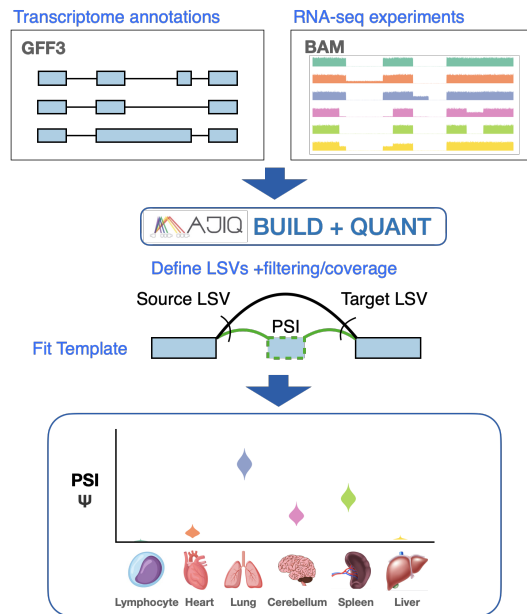 Transcriptome annotations
RNA-seq experiments
GFF3
BAM
MAJIQ BUILD + QUANT
Define LSVs +filtering/coverage
Source LSV
Target LSV
PSI
Fit Template
PSI
Ψ
Lymphocyte Heart Lung Cerebellum Spleen Liver